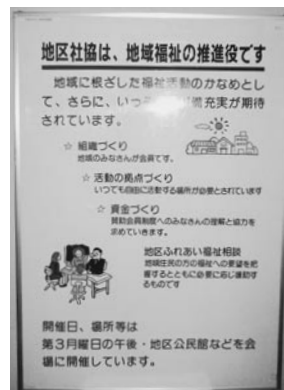 地区社協は、地域福祉の推進役です
地域に根ざした福祉活動のかなめとし
て、さらに、いっそ 充実が期待
されています。
☆ 組織づくり
地域のみなさんが会員です。
☆ 活動の拠点づくり
いつでも自由に活動する場所が必要とされています
☆ 資金づくり
賛助会員制度へのみなさんの理解と協力を
求めていきます。
地区ふれあい福祉相談
地域住民の方の福祉への要望を把
握するとともに必要に応じ援助す
るものです
開催日、場所等は
第3月曜日の午後・地区公民館などを会
場に開催しています。